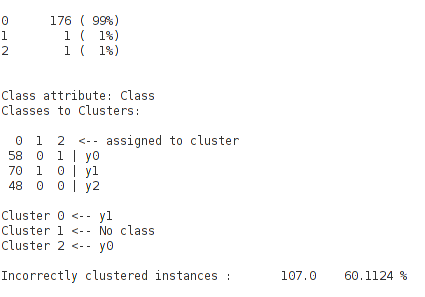 0      176 ( 99%)
1        1 (  1%)
2        1 (  1%)
Class attribute: Class
Classes to Clusters:
  0  1  2  <-- assigned to cluster
 58  0  1 | y0
 70  1  0 | y1
 48  0  0 | y2
Cluster 0 <-- y1
Cluster 1 <-- No class
Cluster 2 <-- y0
Incorrectly clustered instances :       107.0    60.1124 %